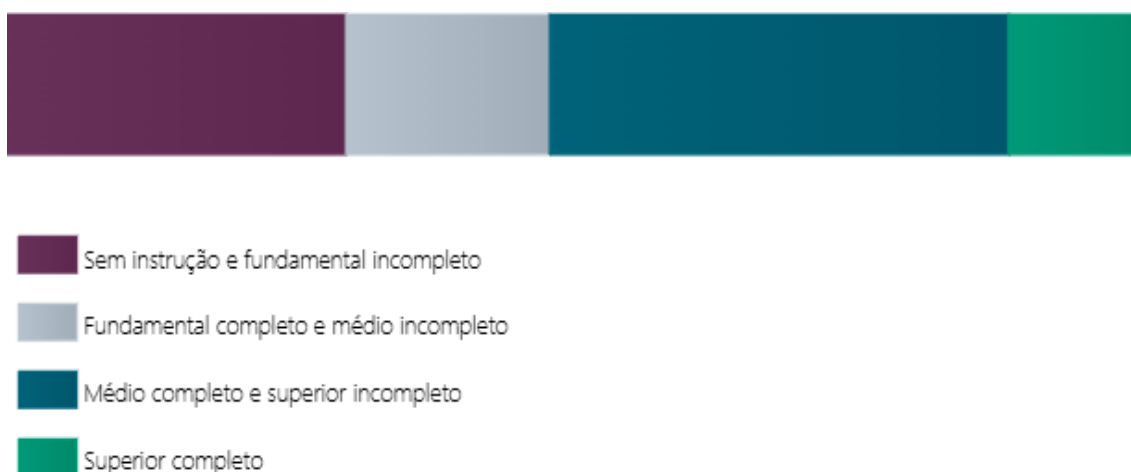 Sem instrução e fundamental incompleto
Fundamental completo e médio incompleto
Médio completo e superior incompleto
Superior completo